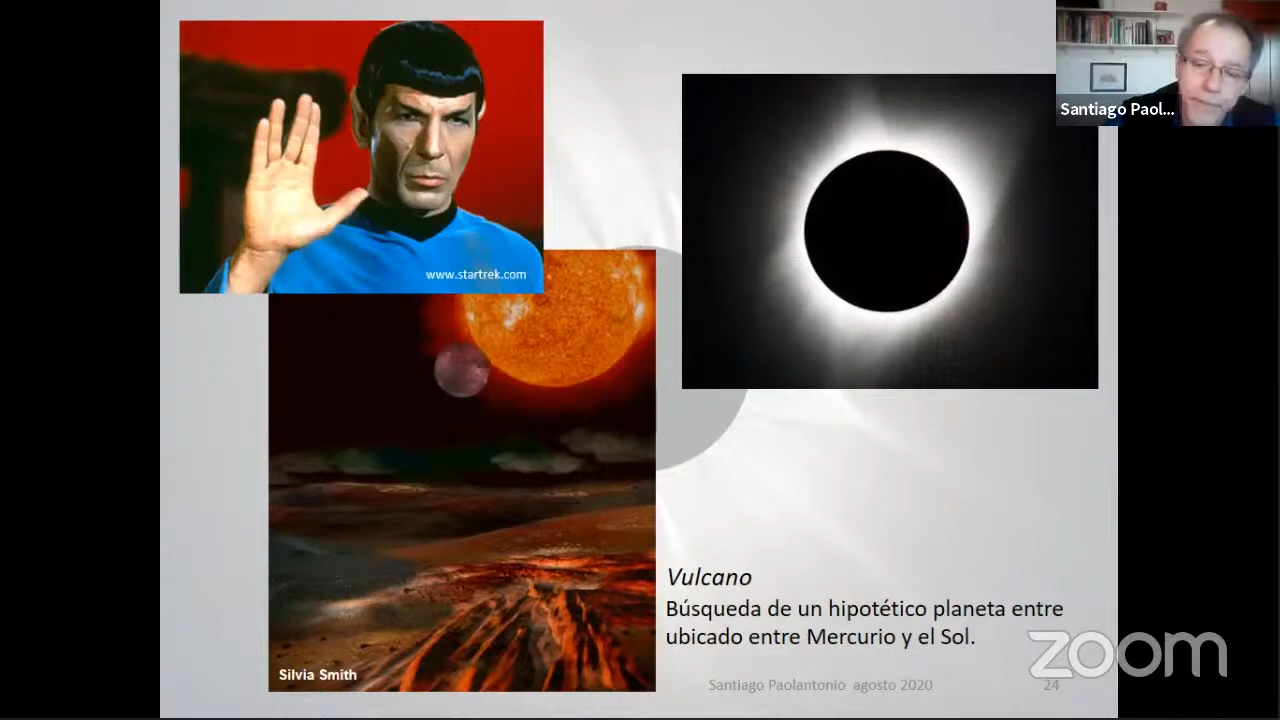 Santiago Paol...
www.startrek.com
Vulcano
Búsqueda de un hipotético planeta entre
ubicado entre Mercurio y el Sol.
Silvia Smith
Santiago Paolantonio agosto 2020
24
zoom